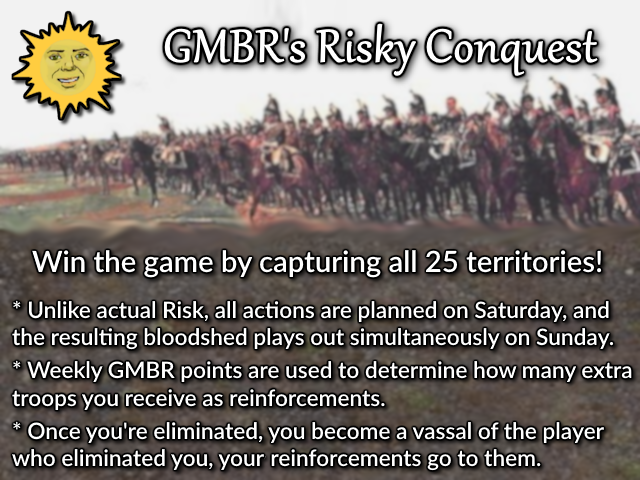 GMBR's Risky Conquest
Win the game by capturing all 25 territories!
* Unlike actual Risk, all actions are planned on Saturday, and
the resulting bloodshed plays out simultaneously on Sunday.
* Weekly GMBR points are used to determine how many extra
troops you receive as reinforcements.
* Once you're eliminated, you become a vassal of the player
who eliminated you, your reinforcements go to them.